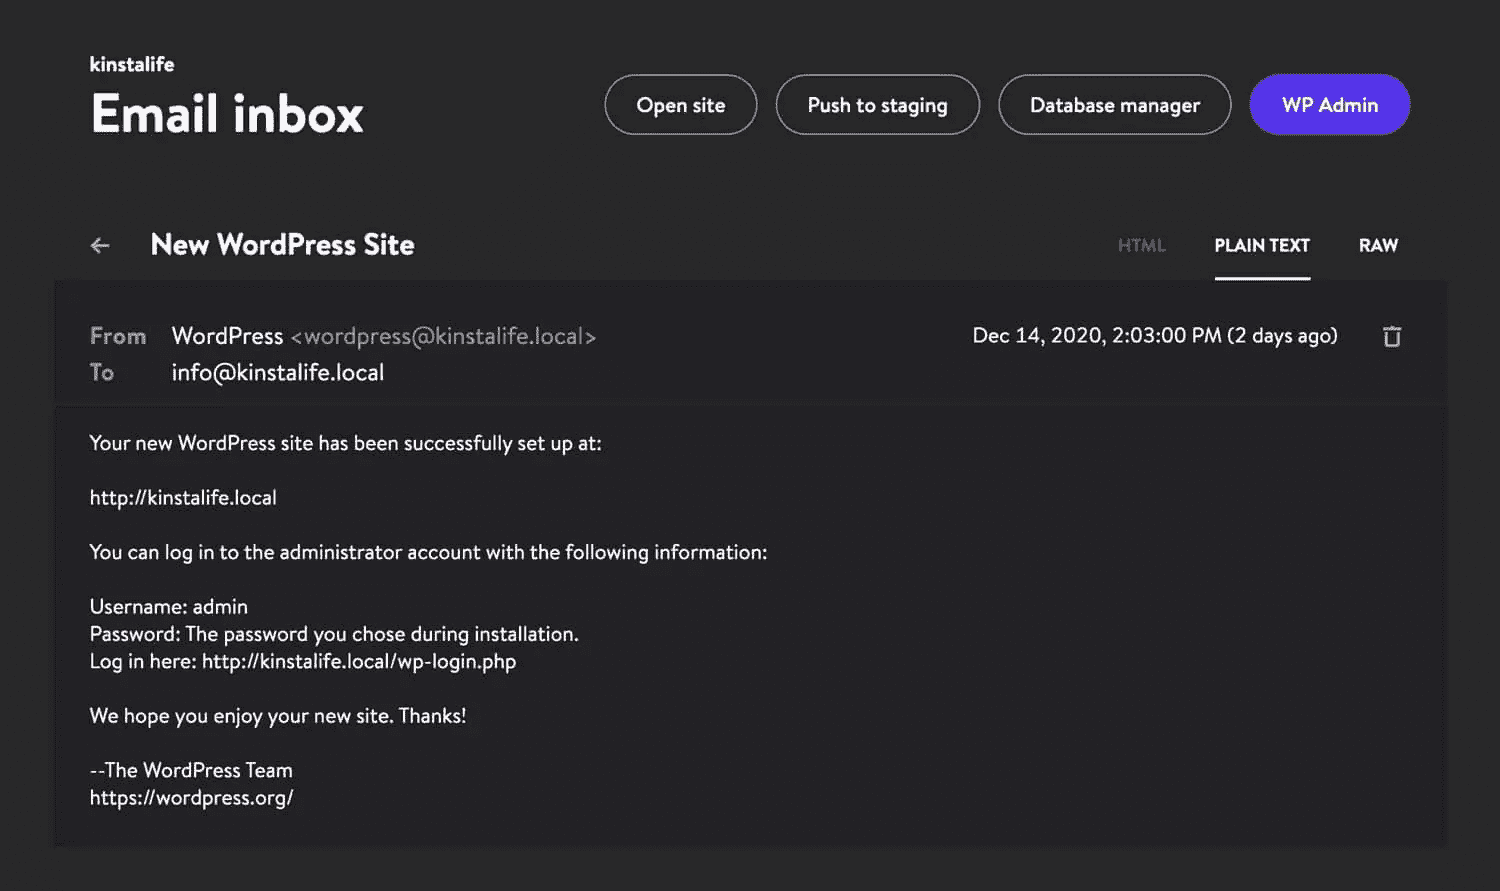 kinstalife
Email inbox
Open site
Push to staging
Database manager
WP Admin
New WordPress Site
HTML
PLAIN TEXT
RAW
From WordPress <wordpress@kinstalife.local>
Dec 14, 2020, 2:03:00 PM (2 days ago)
To info@kinstalife.local
Your new WordPress site has been successfully set up at:
http://kinstalife.local
You can log in to the administrator account with the following information:
Username: admin
Password: The password you chose during installation.
Log in here: http://kinstalife.local/wp-login.php
We hope you enjoy your new site. Thanks!
--The WordPress Team
https://wordpress.org/